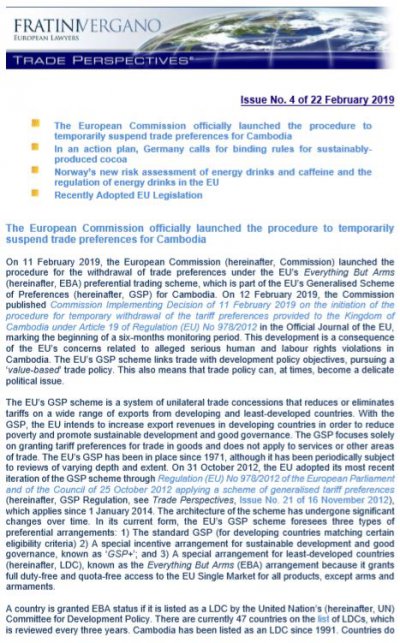 FRATINIVERGANO
EUROPEAN LAWYERS
TRADE PERSPECTIVES®
Issue No. 4 of 22 February 2019
The European Commission officially launched the procedure to
temporarily suspend trade preferences for Cambodia
In an action plan, Germany calls for binding rules for sustainably-
produced cocoa
Norway's new risk assessment of energy drinks and caffeine and the
regulation of energy drinks in the EU
Recently Adopted EU Legislation
The European Commission officially launched the procedure to temporarily
suspend trade preferences for Cambodia
On 11 February 2019, the European Commission (hereinafter, Commission) launched the
procedure for the withdrawal of trade preferences under the EU's Everything But Arms
(hereinafter, EBA) preferential trading scheme, which is part of the EU's Generalised Scheme
of Preferences (hereinafter, GSP) for Cambodia. On 12 February 2019, the Commission
published Commission Implementing Decision of 11 February 2019 on the initiation of the
procedure for temporary withdrawal of the tariff preferences provided to the Kingdom of
Cambodia under Article 19 of Regulation (EU) No 978/2012 in the Official Journal of the EU,
marking the beginning of a six-months monitoring period. This development is a consequence
of the EU's concerns related to alleged serious human and labour rights violations in
Cambodia. The EU's GSP scheme links trade with development policy objectives, pursuing a
'value-based' trade policy. This also means that trade policy can, at times, become a delicate
political issue.
The EU's GSP scheme is a system of unilateral trade concessions that reduces or eliminates
tariffs on a wide range of exports from developing and least-developed countries. With the
GSP, the EU intends to increase export revenues in developing countries in order to reduce
poverty and promote sustainable development and good governance. The GSP focuses solely
on granting tariff preferences for trade in goods and does not apply to services or other areas
of trade. The EU's GSP has been in place since 1971, although it has been periodically subject
to reviews of varying depth and extent. On 31 October 2012, the EU adopted its most recent
iteration of the GSP scheme through Regulation (EU) No 978/2012 of the European Parliament
and of the Council of 25 October 2012 applying a scheme of generalised tariff preferences
(hereinafter, GSP Regulation, see Trade Perspectives, Issue No. 21 of 16 November 2012),
which applies since 1 January 2014. The architecture of the scheme has undergone significant
changes over time. In its current form, the EU's GSP scheme foresees three types of
preferential arrangements: 1) The standard GSP (for developing countries matching certain
eligibility criteria) 2) A special incentive arrangement for sustainable development and good
governance, known as 'GSP+'; and 3) A special arrangement for least-developed countries
(hereinafter, LDC), known as the Everything But Arms (EBA) arrangement because it grants
full duty-free and quota-free access to the EU Single Market for all products, except arms and
armaments.
A country is granted EBA status if it is listed as a LDC by the United Nation's (hereinafter, UN)
Committee for Development Policy. There are currently 47 countries on the list of LDCs, which
is reviewed every three years. Cambodia has been listed as an LDC since 1991. Countries do